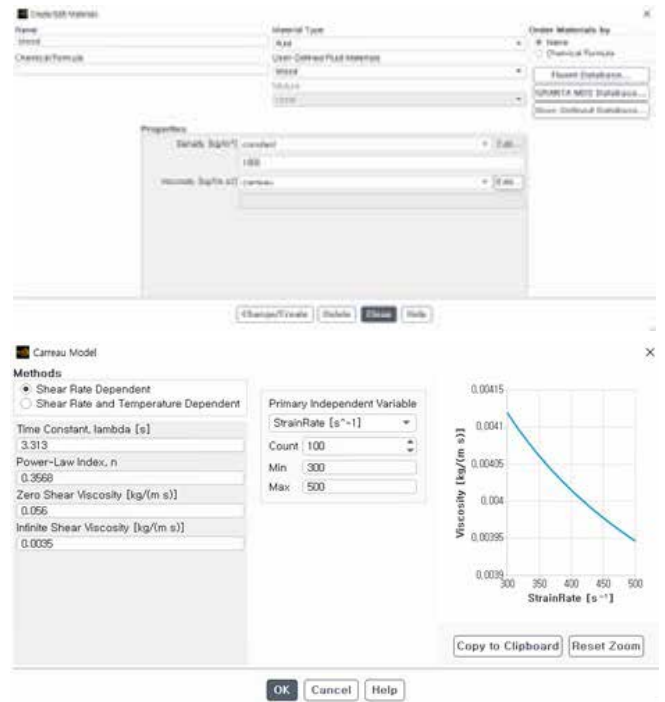 Create/Edit Materials
Name
Material Type
Order Materials by
blood
fluid
Name
Chemical Formula
User-Defined Fluid Materials
Chemical Formula
blood
Fluent Database...
Mixture
GRANTA MDS Database...
none
User-Defined Database...
Properties
Density [kg/m³] constant Edit...
Viscosity [kg/(m s)] carreau Edit...
Change/Create Delete Close Help
Carreau Model
Methods
Shear Rate Dependent
Shear Rate and Temperature Dependent
Time Constant, lambda [s]
3.313
Power-Law Index, n
0.3568
Zero Shear Viscosity [kg/(m s)]
0.056
Infinite Shear Viscosity [kg/(m s)]
0.0035
Primary Independent Variable
StrainRate [s^-1]
Count 100
Min 300
Max 500
0.00415
0.0041
0.00405
0.004
0.00395
0.0039
Viscosity [kg/(m s)]
300 350 400 450 500
StrainRate [s⁻¹]
Copy to Clipboard Reset Zoom
OK Cancel Help